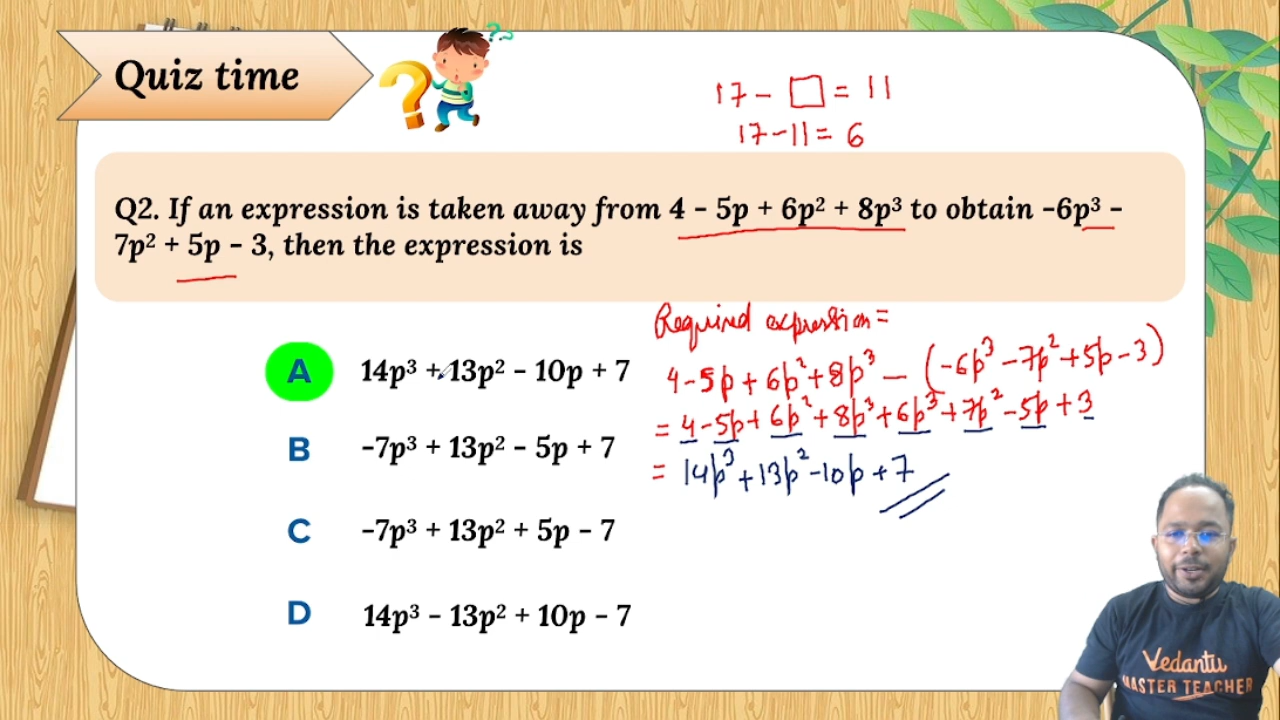 Quiz time
17 - □ = 11
17 - 11 = 6
Q2. If an expression is taken away from 4 - 5p + 6p² + 8p³ to obtain -6p³ -
7p² + 5p - 3, then the expression is
Required expression =
4 - 5p + 6p² + 8p³ - (-6p³ - 7p² + 5p - 3)
= 4 - 5p + 6p² + 8p³ + 6p³ + 7p² - 5p + 3
= 14p³ + 13p² - 10p + 7
A 14p³ + 13p² - 10p + 7
B -7p³ + 13p² - 5p + 7
C -7p³ + 13p² + 5p - 7
D 14p³ - 13p² + 10p - 7
Vedantu
MASTER TEACHER